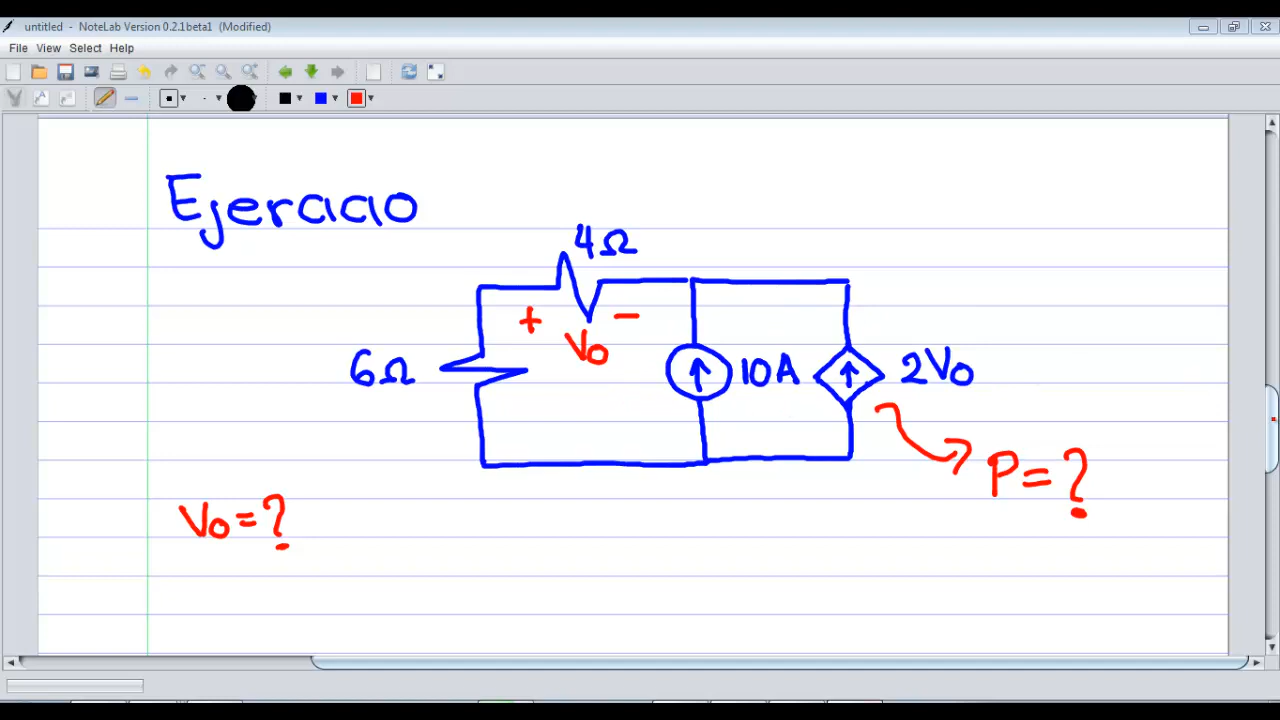 untitled - NoteLab Version 0.2.1beta1 (Modified)
File View Select Help
Ejercicio
4Ω
+ −
Vo
6Ω 10A 2Vo
P=?
Vo=?